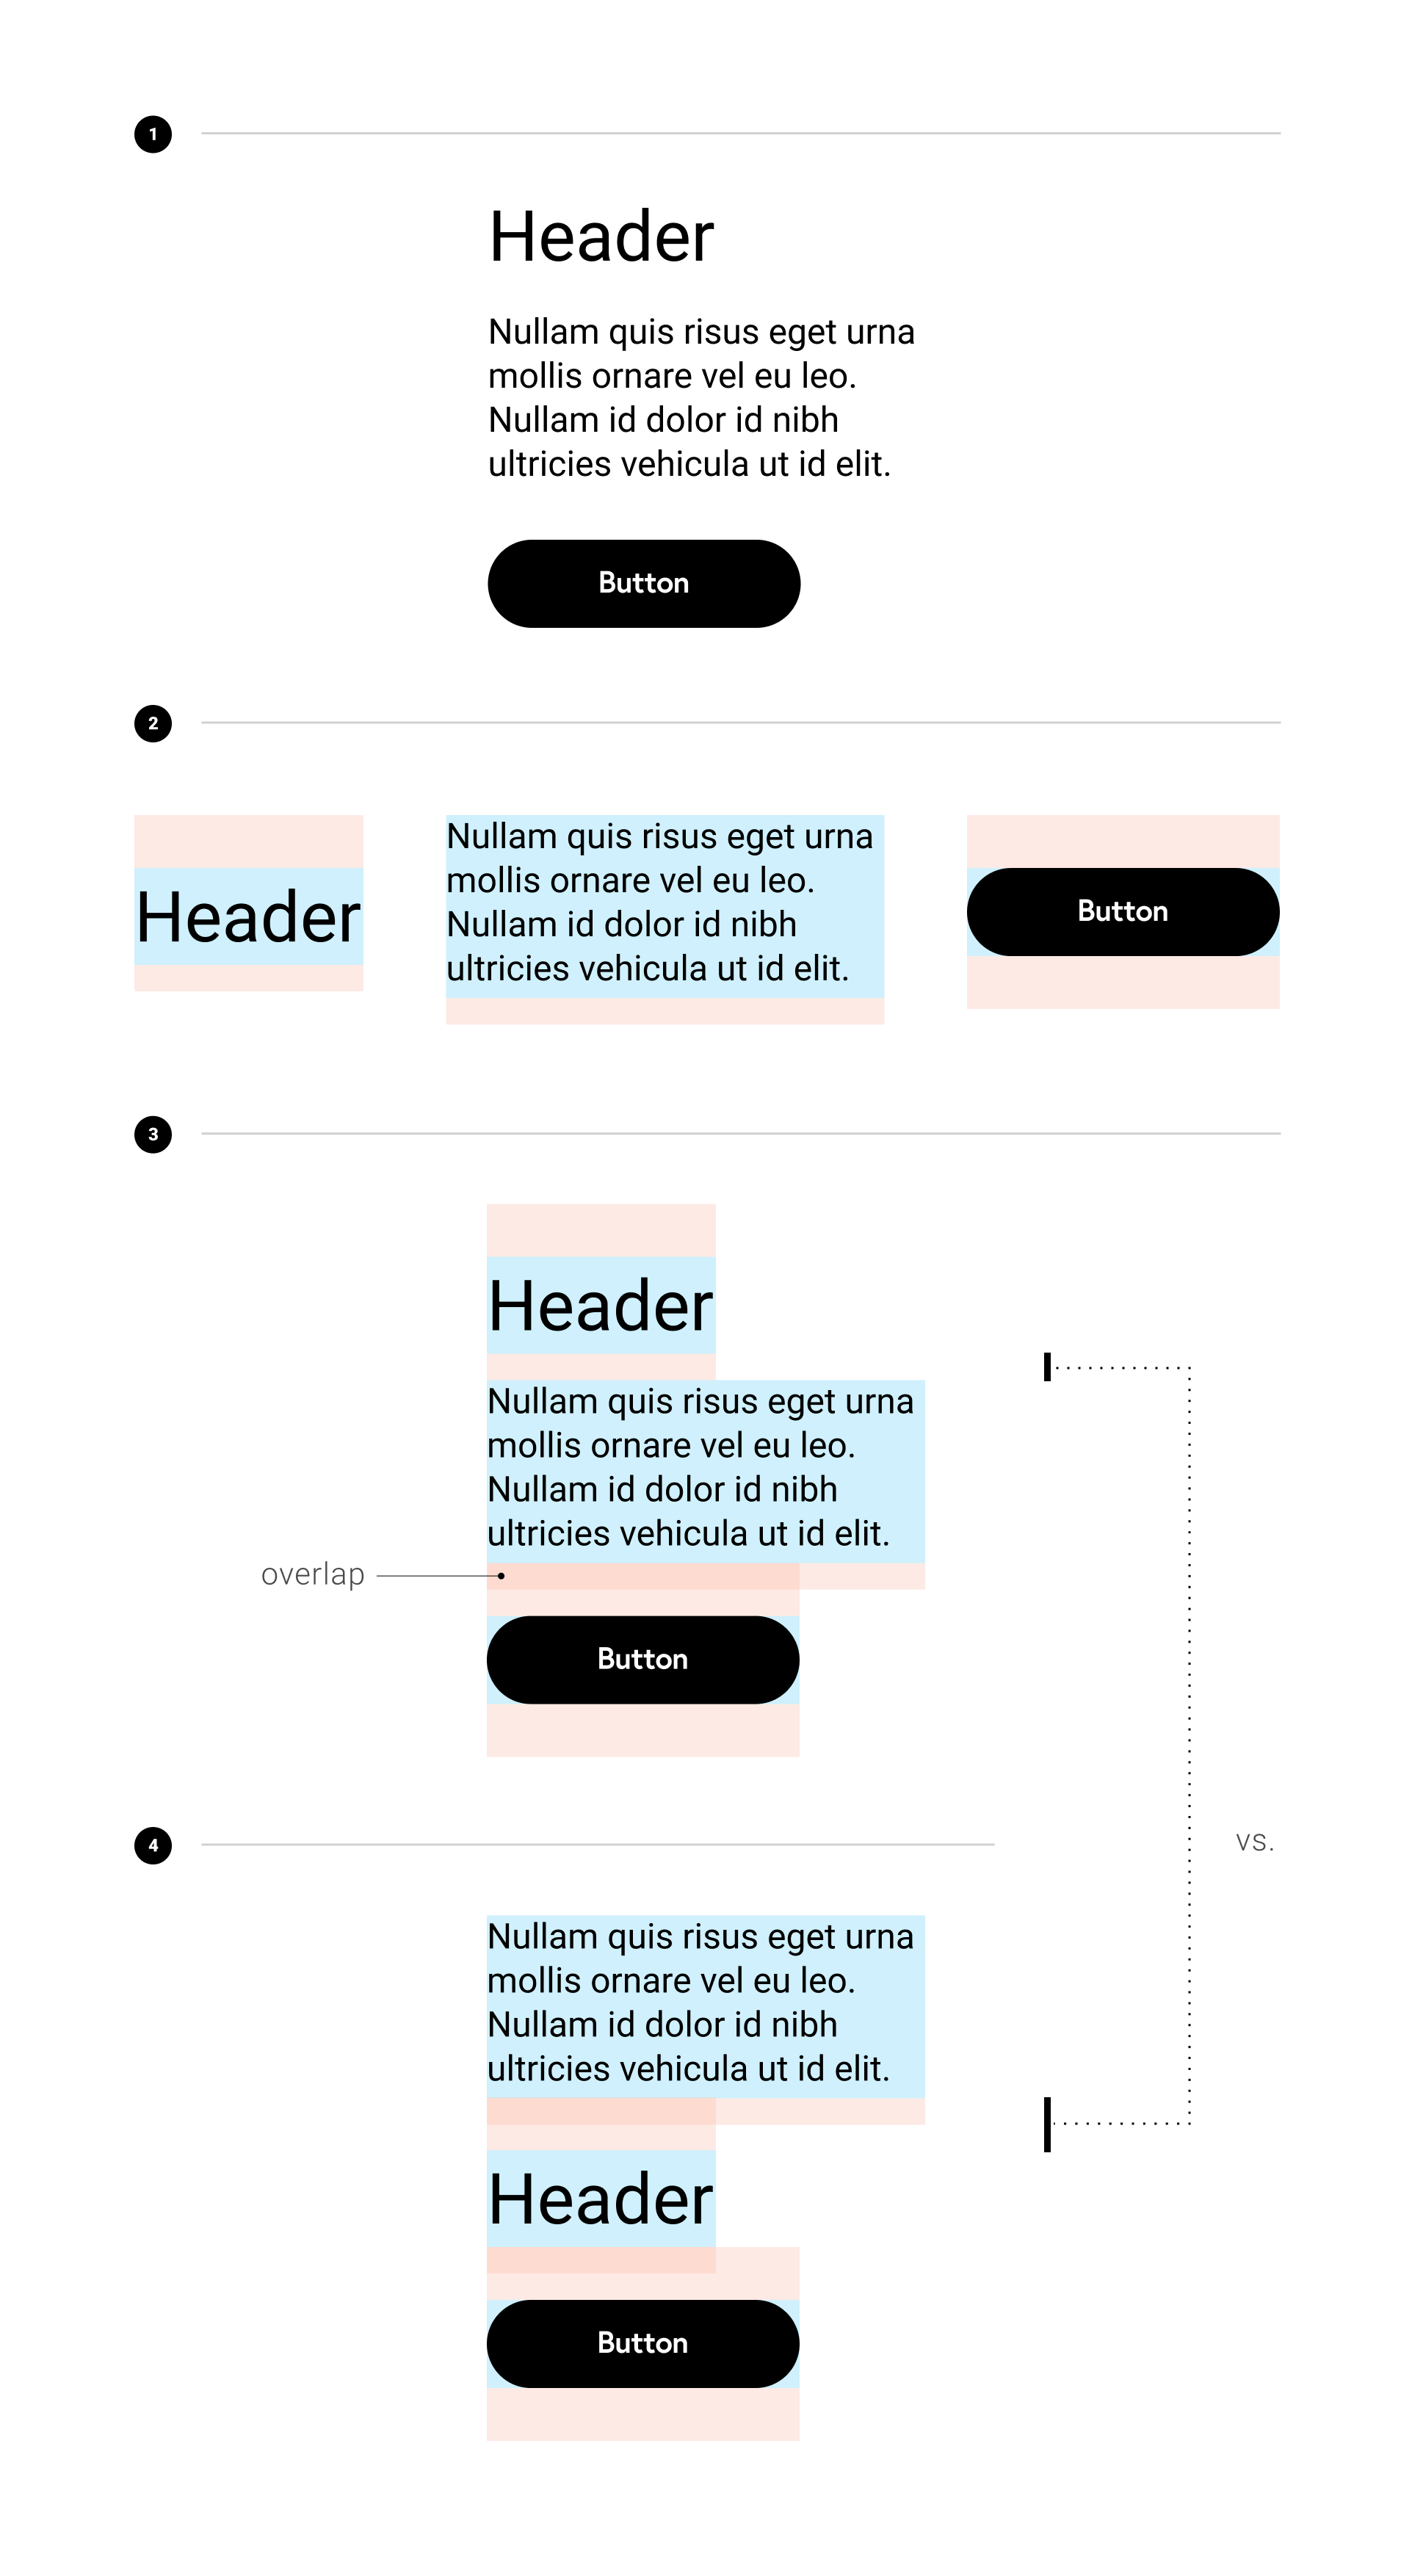 1
Header
Nullam quis risus eget urna
mollis ornare vel eu leo.
Nullam id dolor id nibh
ultricies vehicula ut id elit.
Button
2
Header
Nullam quis risus eget urna
mollis ornare vel eu leo.
Nullam id dolor id nibh
ultricies vehicula ut id elit.
Button
3
Header
Nullam quis risus eget urna
mollis ornare vel eu leo.
Nullam id dolor id nibh
ultricies vehicula ut id elit.
overlap
Button
4
vs.
Nullam quis risus eget urna
mollis ornare vel eu leo.
Nullam id dolor id nibh
ultricies vehicula ut id elit.
Header
Button